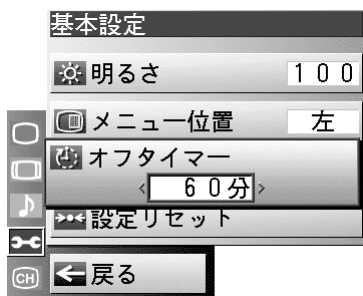 基本設定
明るさ 100
メニュー位置 左
オフタイマー
60分
設定リセット
CH
戻る